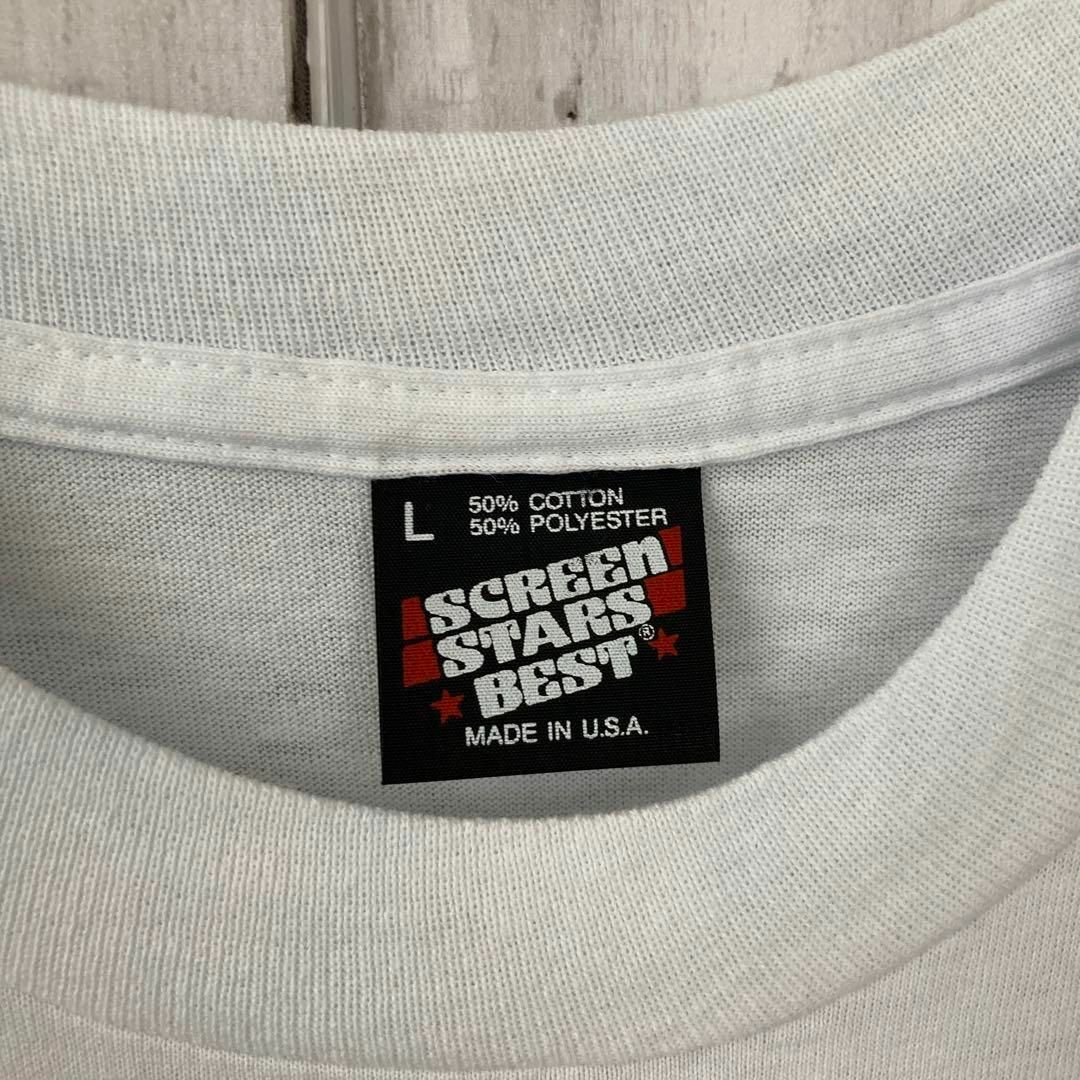 L
50% COTTON
50% POLYESTER
SCREEN
STARS
BEST®
MADE IN U.S.A.